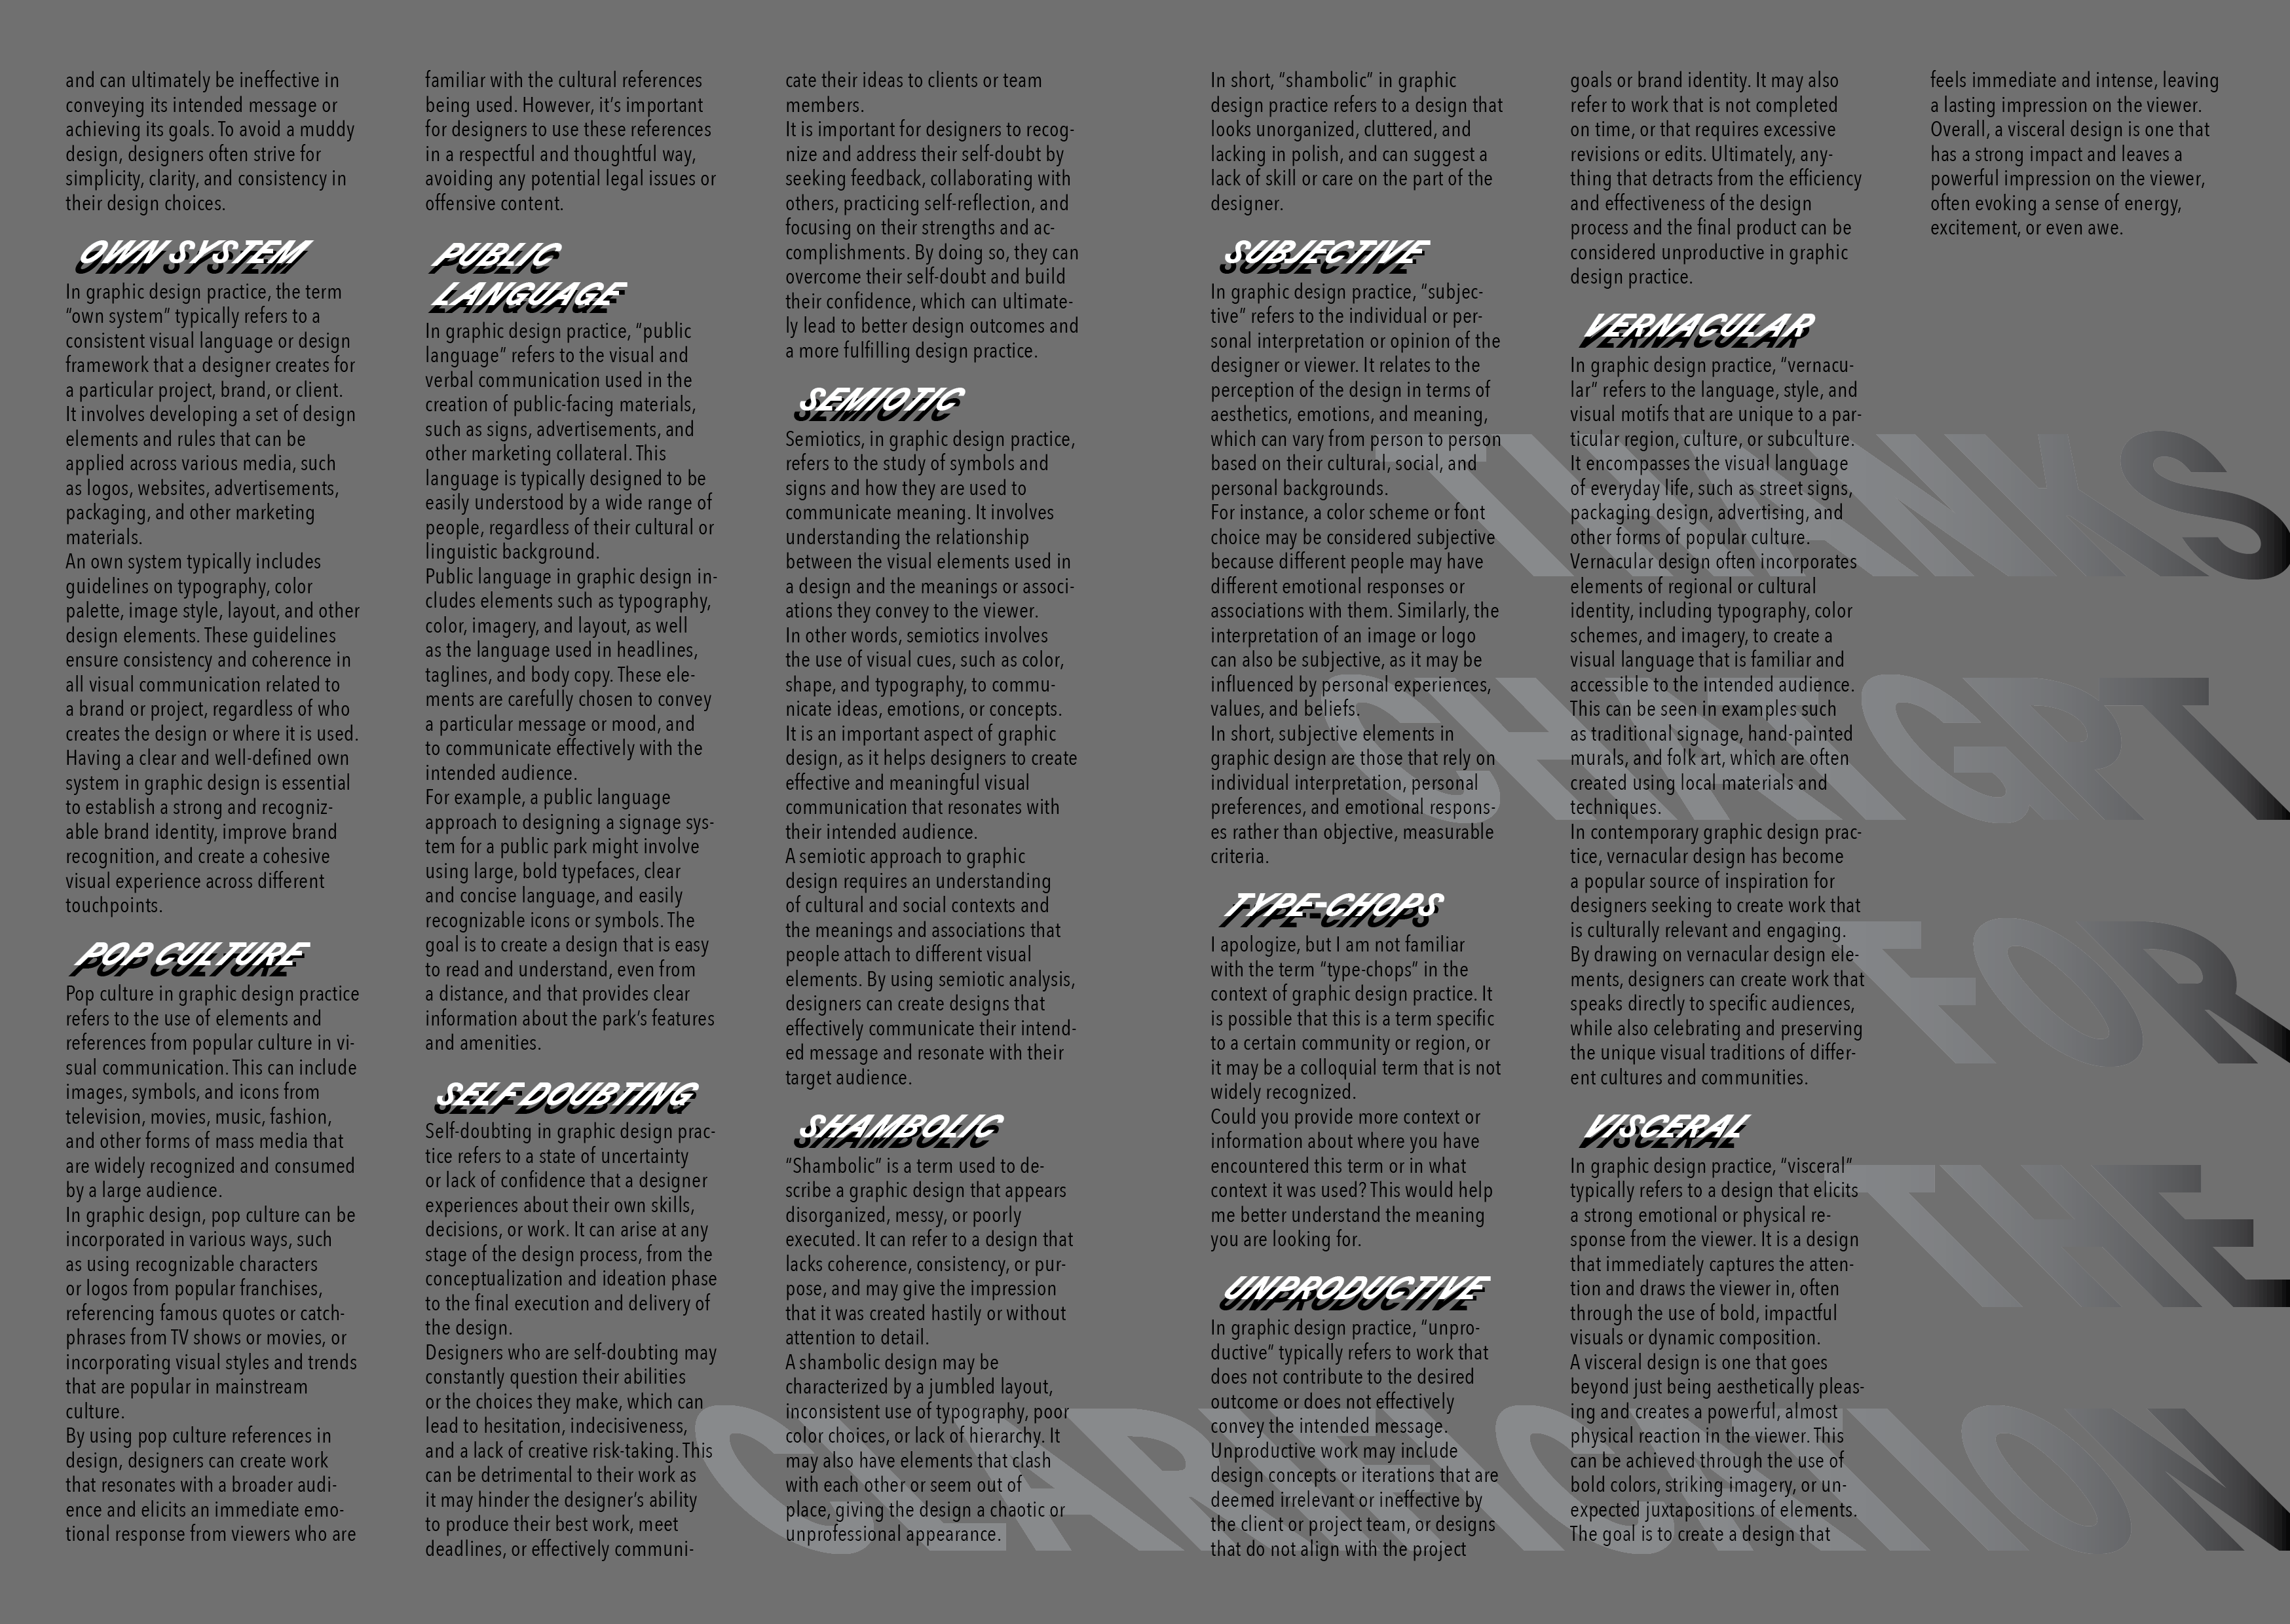 and can ultimately be ineffective in
conveying its intended message or
achieving its goals. To avoid a muddy
design, designers often strive for
simplicity, clarity, and consistency in
their design choices.
OWN SYSTEM
In graphic design practice, the term
“own system” typically refers to a
consistent visual language or design
framework that a designer creates for
a particular project, brand, or client.
It involves developing a set of design
elements and rules that can be
applied across various media, such
as logos, websites, advertisements,
packaging, and other marketing
materials.
An own system typically includes
guidelines on typography, color
palette, image style, layout, and other
design elements. These guidelines
ensure consistency and coherence in
all visual communication related to
a brand or project, regardless of who
creates the design or where it is used.
Having a clear and well-defined own
system in graphic design is essential
to establish a strong and recogniz-
able brand identity, improve brand
recognition, and create a cohesive
visual experience across different
touchpoints.
POP CULTURE
Pop culture in graphic design practice
refers to the use of elements and
references from popular culture in vi-
sual communication. This can include
images, symbols, and icons from
television, movies, music, fashion,
and other forms of mass media that
are widely recognized and consumed
by a large audience.
In graphic design, pop culture can be
incorporated in various ways, such
as using recognizable characters
or logos from popular franchises,
referencing famous quotes or catch-
phrases from TV shows or movies, or
incorporating visual styles and trends
that are popular in mainstream
culture.
By using pop culture references in
design, designers can create work
that resonates with a broader audi-
ence and elicits an immediate emo-
tional response from viewers who are
familiar with the cultural references
being used. However, it’s important
for designers to use these references
in a respectful and thoughtful way,
avoiding any potential legal issues or
offensive content.
PUBLIC
LANGUAGE
In graphic design practice, “public
language” refers to the visual and
verbal communication used in the
creation of public-facing materials,
such as signs, advertisements, and
other marketing collateral. This
language is typically designed to be
easily understood by a wide range of
people, regardless of their cultural or
linguistic background.
Public language in graphic design in-
cludes elements such as typography,
color, imagery, and layout, as well
as the language used in headlines,
taglines, and body copy. These ele-
ments are carefully chosen to convey
a particular message or mood, and
to communicate effectively with the
intended audience.
For example, a public language
approach to designing a signage sys-
tem for a public park might involve
using large, bold typefaces, clear
and concise language, and easily
recognizable icons or symbols. The
goal is to create a design that is easy
to read and understand, even from
a distance, and that provides clear
information about the park’s features
and amenities.
SELF DOUBTING
Self-doubting in graphic design prac-
tice refers to a state of uncertainty
or lack of confidence that a designer
experiences about their own skills,
decisions, or work. It can arise at any
stage of the design process, from the
conceptualization and ideation phase
to the final execution and delivery of
the design.
Designers who are self-doubting may
constantly question their abilities
or the choices they make, which can
lead to hesitation, indecisiveness,
and a lack of creative risk-taking. This
can be detrimental to their work as
it may hinder the designer’s ability
to produce their best work, meet
deadlines, or effectively communi-
cate their ideas to clients or team
members.
It is important for designers to recog-
nize and address their self-doubt by
seeking feedback, collaborating with
others, practicing self-reflection, and
focusing on their strengths and ac-
complishments. By doing so, they can
overcome their self-doubt and build
their confidence, which can ultimate-
ly lead to better design outcomes and
a more fulfilling design practice.
SEMIOTIC
Semiotics, in graphic design practice,
refers to the study of symbols and
signs and how they are used to
communicate meaning. It involves
understanding the relationship
between the visual elements used in
a design and the meanings or associ-
ations they convey to the viewer.
In other words, semiotics involves
the use of visual cues, such as color,
shape, and typography, to commu-
nicate ideas, emotions, or concepts.
It is an important aspect of graphic
design, as it helps designers to create
effective and meaningful visual
communication that resonates with
their intended audience.
A semiotic approach to graphic
design requires an understanding
of cultural and social contexts and
the meanings and associations that
people attach to different visual
elements. By using semiotic analysis,
designers can create designs that
effectively communicate their intend-
ed message and resonate with their
target audience.
SHAMBOLIC
“Shambolic” is a term used to de-
scribe a graphic design that appears
disorganized, messy, or poorly
executed. It can refer to a design that
lacks coherence, consistency, or pur-
pose, and may give the impression
that it was created hastily or without
attention to detail.
A shambolic design may be
characterized by a jumbled layout,
inconsistent use of typography, poor
color choices, or lack of hierarchy. It
may also have elements that clash
with each other or seem out of
place, giving the design a chaotic or
unprofessional appearance.
In short, “shambolic” in graphic
design practice refers to a design that
looks unorganized, cluttered, and
lacking in polish, and can suggest a
lack of skill or care on the part of the
designer.
SUBJECTIVE
In graphic design practice, “subjec-
tive” refers to the individual or per-
sonal interpretation or opinion of the
designer or viewer. It relates to the
perception of the design in terms of
aesthetics, emotions, and meaning,
which can vary from person to person
based on their cultural, social, and
personal backgrounds.
For instance, a color scheme or font
choice may be considered subjective
because different people may have
different emotional responses or
associations with them. Similarly, the
interpretation of an image or logo
can also be subjective, as it may be
influenced by personal experiences,
values, and beliefs.
In short, subjective elements in
graphic design are those that rely on
individual interpretation, personal
preferences, and emotional respons-
es rather than objective, measurable
criteria.
TYPE-CHOPS
I apologize, but I am not familiar
with the term “type-chops” in the
context of graphic design practice. It
is possible that this is a term specific
to a certain community or region, or
it may be a colloquial term that is not
widely recognized.
Could you provide more context or
information about where you have
encountered this term or in what
context it was used? This would help
me better understand the meaning
you are looking for.
UNPRODUCTIVE
In graphic design practice, “unpro-
ductive” typically refers to work that
does not contribute to the desired
outcome or does not effectively
convey the intended message.
Unproductive work may include
design concepts or iterations that are
deemed irrelevant or ineffective by
the client or project team, or designs
that do not align with the project
goals or brand identity. It may also
refer to work that is not completed
on time, or that requires excessive
revisions or edits. Ultimately, any-
thing that detracts from the efficiency
and effectiveness of the design
process and the final product can be
considered unproductive in graphic
design practice.
VERNACULAR
In graphic design practice, “vernacu-
lar” refers to the language, style, and
visual motifs that are unique to a par-
ticular region, culture, or subculture.
It encompasses the visual language
of everyday life, such as street signs,
packaging design, advertising, and
other forms of popular culture.
Vernacular design often incorporates
elements of regional or cultural
identity, including typography, color
schemes, and imagery, to create a
visual language that is familiar and
accessible to the intended audience.
This can be seen in examples such
as traditional signage, hand-painted
murals, and folk art, which are often
created using local materials and
techniques.
In contemporary graphic design prac-
tice, vernacular design has become
a popular source of inspiration for
designers seeking to create work that
is culturally relevant and engaging.
By drawing on vernacular design ele-
ments, designers can create work that
speaks directly to specific audiences,
while also celebrating and preserving
the unique visual traditions of differ-
ent cultures and communities.
VISCERAL
In graphic design practice, “visceral”
typically refers to a design that elicits
a strong emotional or physical re-
sponse from the viewer. It is a design
that immediately captures the atten-
tion and draws the viewer in, often
through the use of bold, impactful
visuals or dynamic composition.
A visceral design is one that goes
beyond just being aesthetically pleas-
ing and creates a powerful, almost
physical reaction in the viewer. This
can be achieved through the use of
bold colors, striking imagery, or un-
expected juxtapositions of elements.
The goal is to create a design that
feels immediate and intense, leaving
a lasting impression on the viewer.
Overall, a visceral design is one that
has a strong impact and leaves a
powerful impression on the viewer,
often evoking a sense of energy,
excitement, or even awe.
THANKS
CHATGPT
FOR
THE
CLARIFICATION